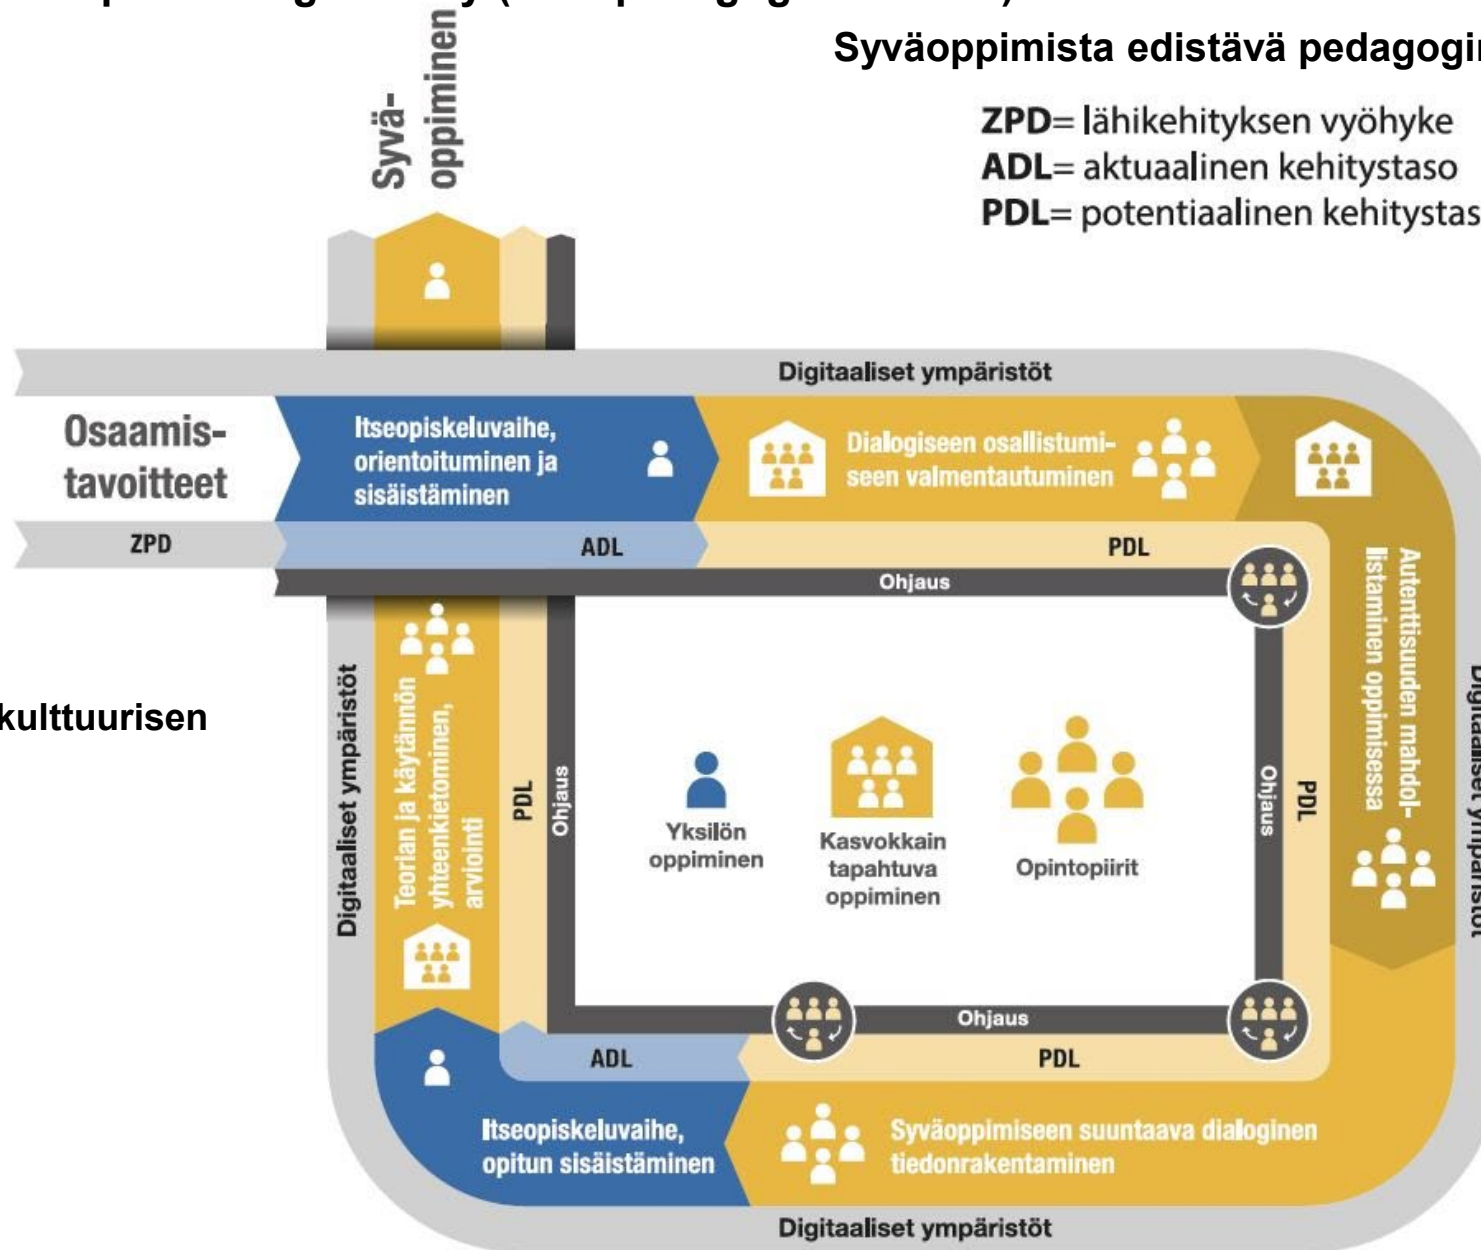 Syväoppimista edistävä
ZPD= lähikehityksen vyöhyke
ADL= aktuaalinen kehitystaso
PDL= potentiaalinen
Syvä-
oppiminen
Digitaaliset ympäristöt
Osaamis-
tavoitteet
Itseopiskeluvaihe,
orientoituminen ja
sisäistäminen
Dialogiseen osallistumi-
seen valmentautuminen
ZPD
ADL
PDL
Ohjaus
Autenttisuuden mahdol-
listaminen oppimisessa
PDL
Ohjaus
Digitaaliset ympäristöt
kulttuurisen
Digitaaliset ympäristöt
Teorian ja käytännön
yhteenkietominen,
arviointi
PDL
Ohjaus
Yksilön
oppiminen
Kasvokkain
tapahtuva
oppiminen
Opintopiirit
Ohjaus
ADL
PDL
Itseopiskeluvaihe,
opitun sisäistäminen
Syväoppimiseen suuntaava dialoginen
tiedonrakentaminen
Digitaaliset ympäristöt